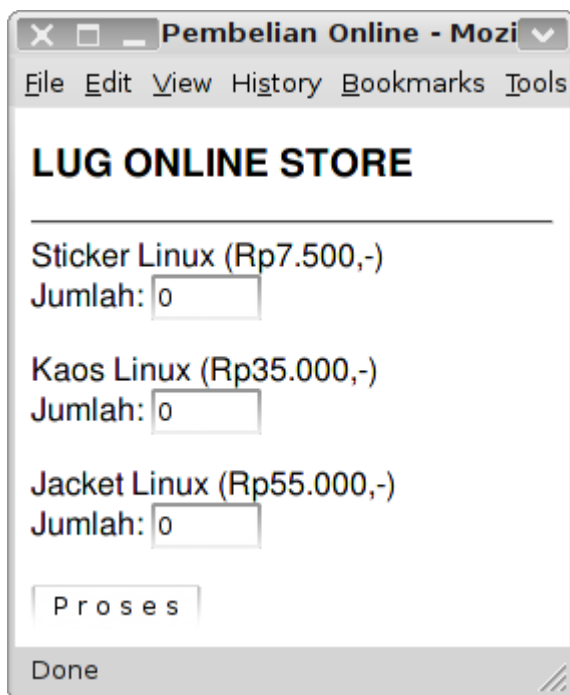 Pembelian Online - Mozi
File Edit View History Bookmarks Tools
LUG ONLINE STORE
Sticker Linux (Rp7.500,-)
Jumlah: 0
Kaos Linux (Rp35.000,-)
Jumlah: 0
Jacket Linux (Rp55.000,-)
Jumlah: 0
Proses
Done